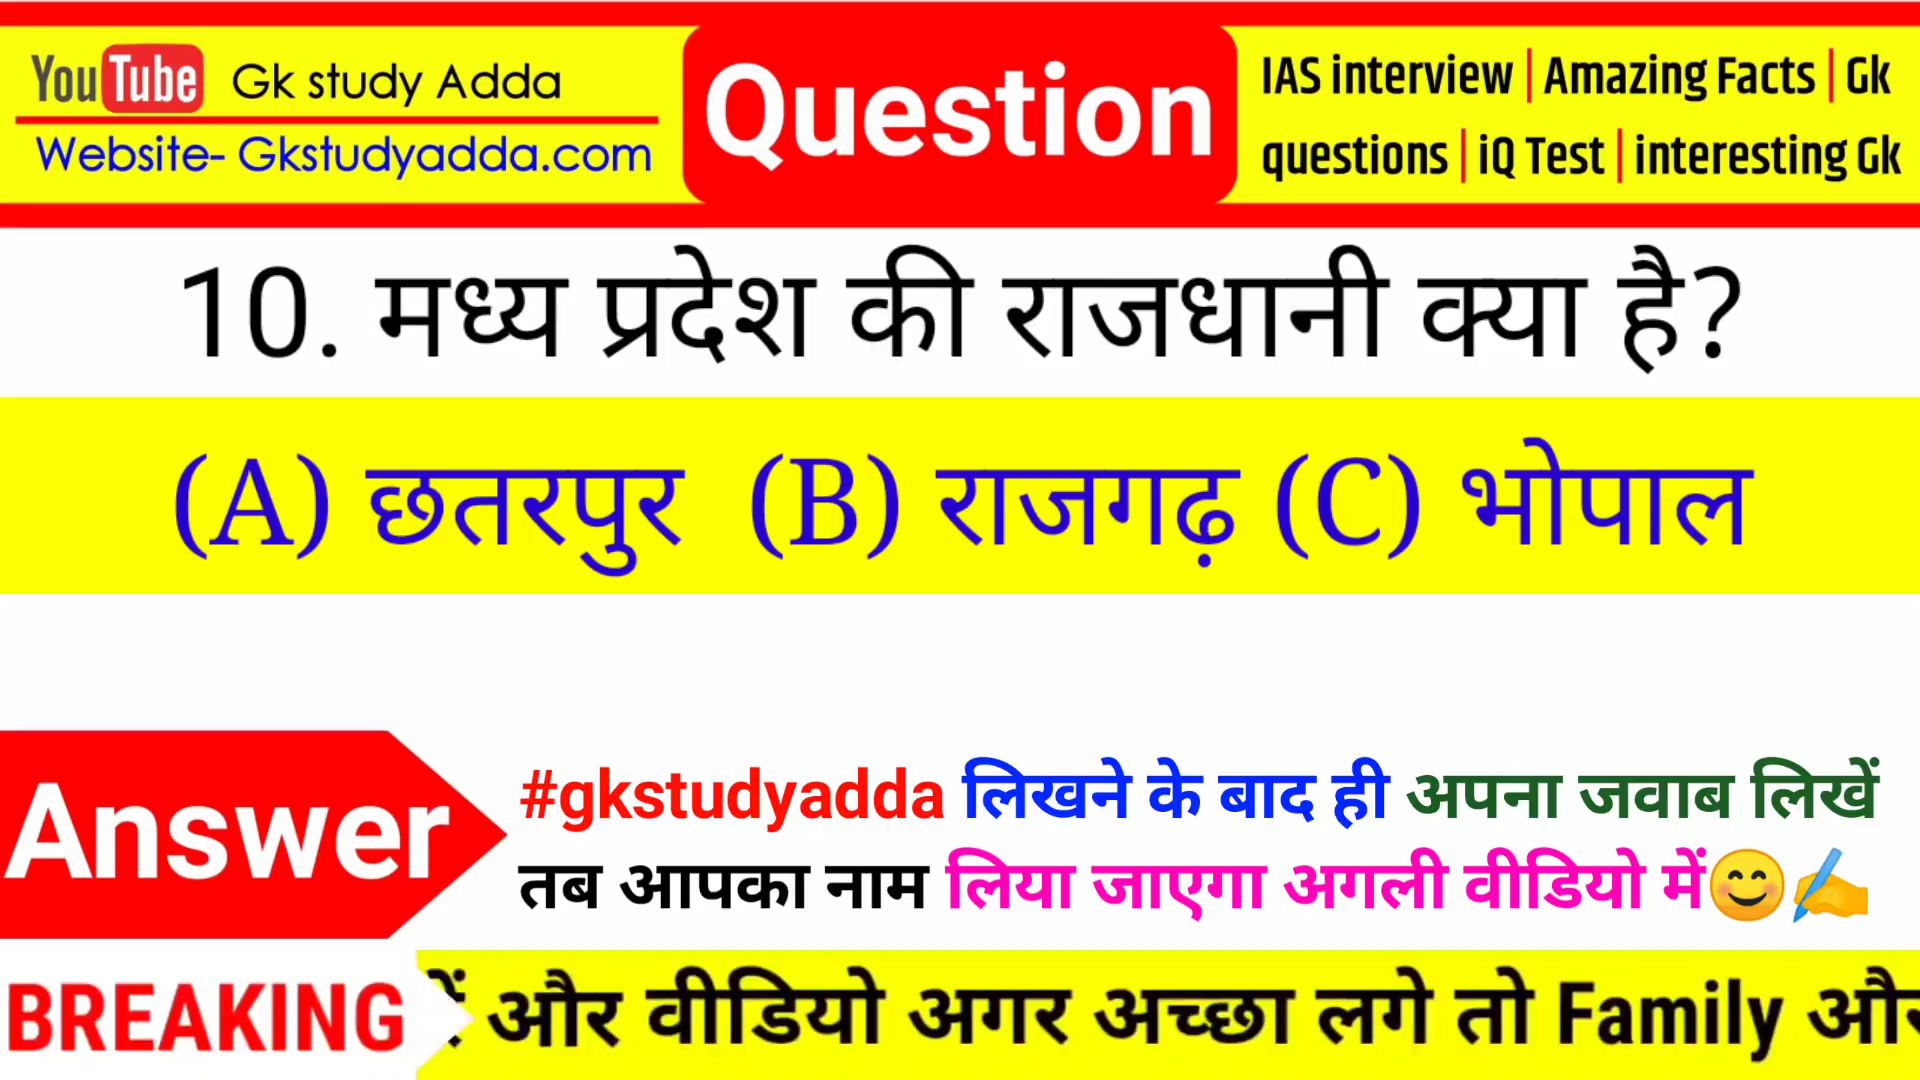 YouTube Gk study Adda
Website- Gkstudyadda.com
Question
IAS interview | Amazing Facts | Gk
questions | iQ Test | interesting Gk
10. मध्य प्रदेश की राजधानी क्या है?
(A) छतरपुर (B) राजगढ़ (C) भोपाल
Answer
#gkstudyadda लिखने के बाद ही अपना जवाब लिखें
तब आपका नाम लिया जाएगा अगली वीडियो में😊✍️
BREAKING
और वीडियो अगर अच्छा लगे तो Family